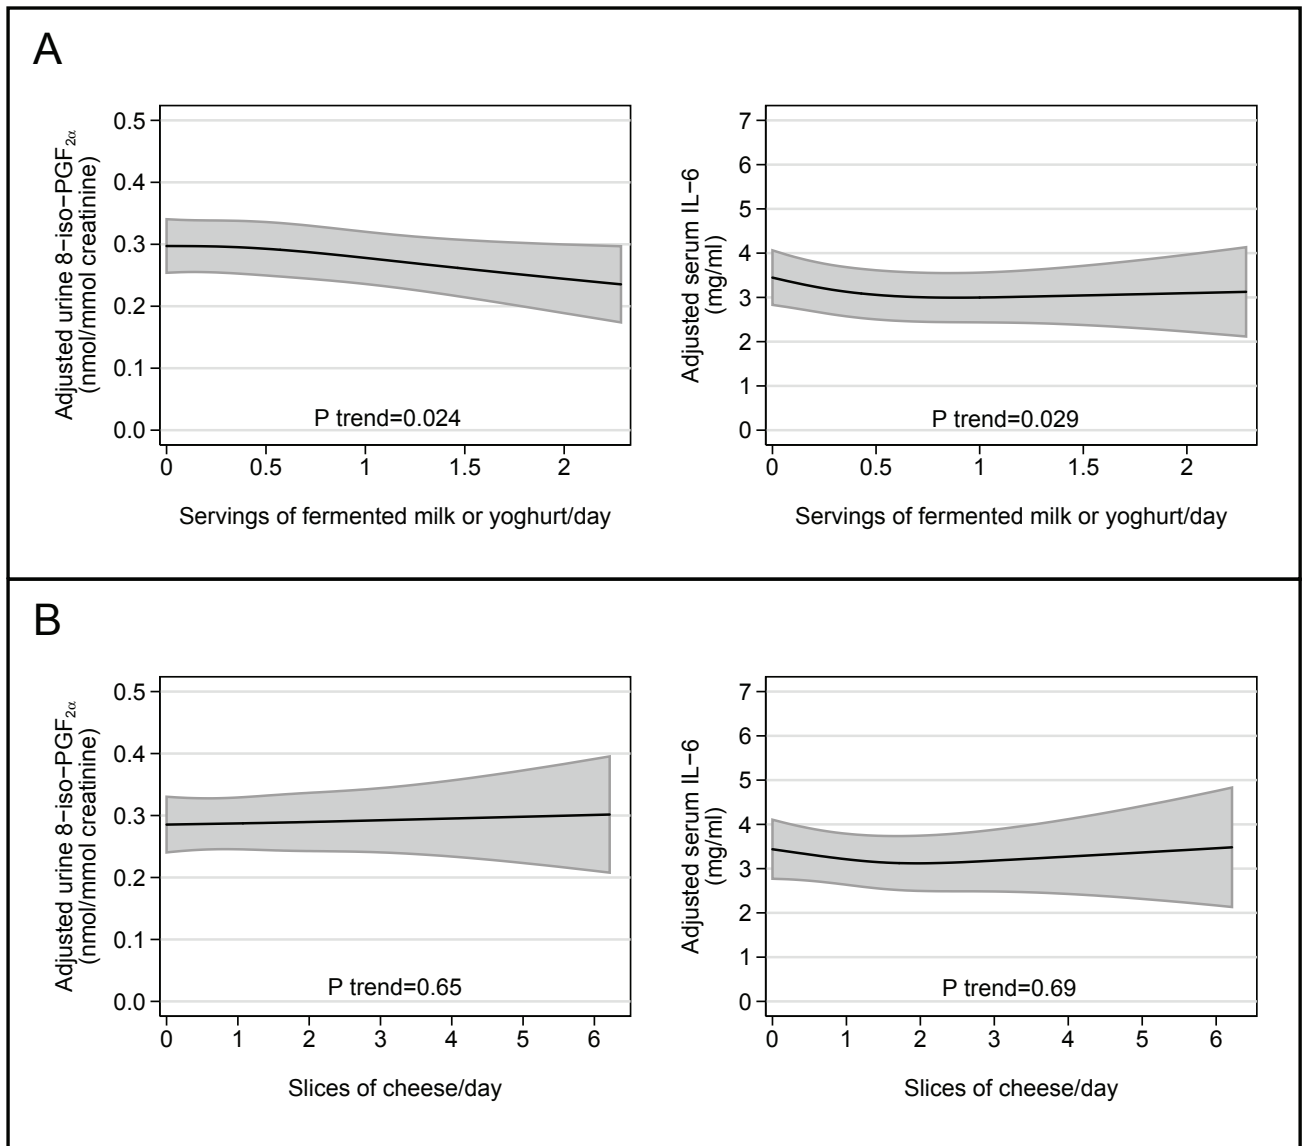 A
Adjusted urine 8−iso−PGF2α
(nmol/mmol creatinine)
0.5
0.4
0.3
0.2
0.1
0.0
P trend=0.024
0 0.5 1 1.5 2
Servings of fermented milk or yoghurt/day
Adjusted serum IL−6
(mg/ml)
7
6
5
4
3
2
1
0
P trend=0.029
0 0.5 1 1.5 2
Servings of fermented milk or yoghurt/day
B
Adjusted urine 8−iso−PGF2α
(nmol/mmol creatinine)
0.5
0.4
0.3
0.2
0.1
0.0
P trend=0.65
0 1 2 3 4 5 6
Slices of cheese/day
Adjusted serum IL−6
(mg/ml)
7
6
5
4
3
2
1
0
P trend=0.69
0 1 2 3 4 5 6
Slices of cheese/day